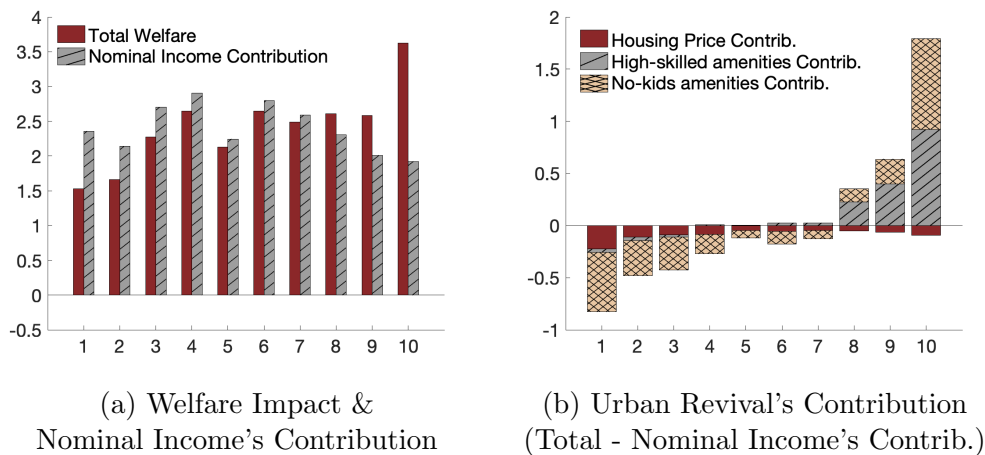 4
3.5
3
2.5
2
1.5
1
0.5
0
-0.5
Total Welfare
Nominal Income Contribution
1 2 3 4 5 6 7 8 9 10
(a) Welfare Impact &
Nominal Income's Contribution
2
1.5
1
0.5
0
-0.5
-1
Housing Price Contrib.
High-skilled amenities Contrib.
No-kids amenities Contrib.
1 2 3 4 5 6 7 8 9 10
(b) Urban Revival's Contribution
(Total - Nominal Income's Contrib.)